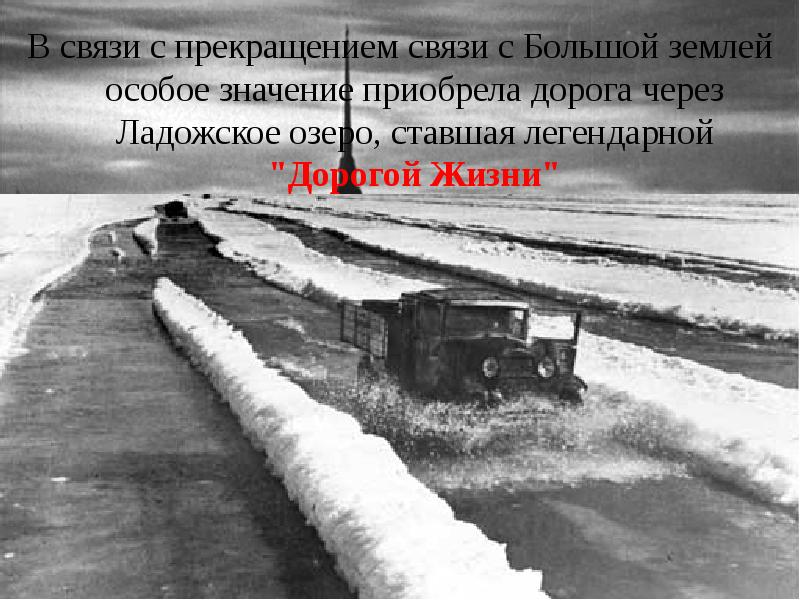 В связи с прекращением связи с Большой землей
особое значение приобрела дорога через
Ладожское озеро, ставшая легендарной
"Дорогой Жизни"